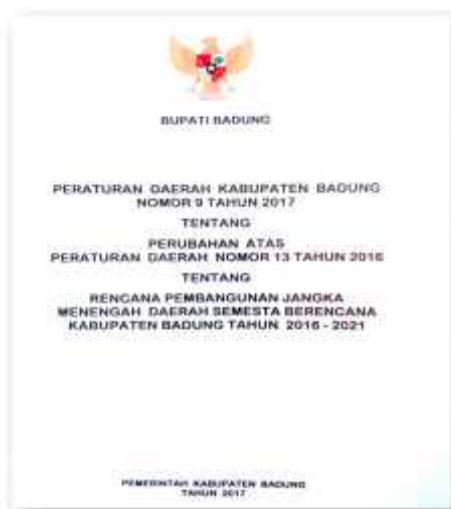 BUPATI BADUNG
PERATURAN DAERAH KABUPATEN BADUNG
NOMOR 9 TAHUN 2017
TENTANG
PERUBAHAN ATAS
PERATURAN DAERAH NOMOR 13 TAHUN 2016
TENTANG
RENCANA PEMBANGUNAN JANGKA
MENENGAH DAERAH SEMESTA BERENCANA
KABUPATEN BADUNG TAHUN 2016 - 2021
PEMERINTAH KABUPATEN BADUNG
TAHUN 2017